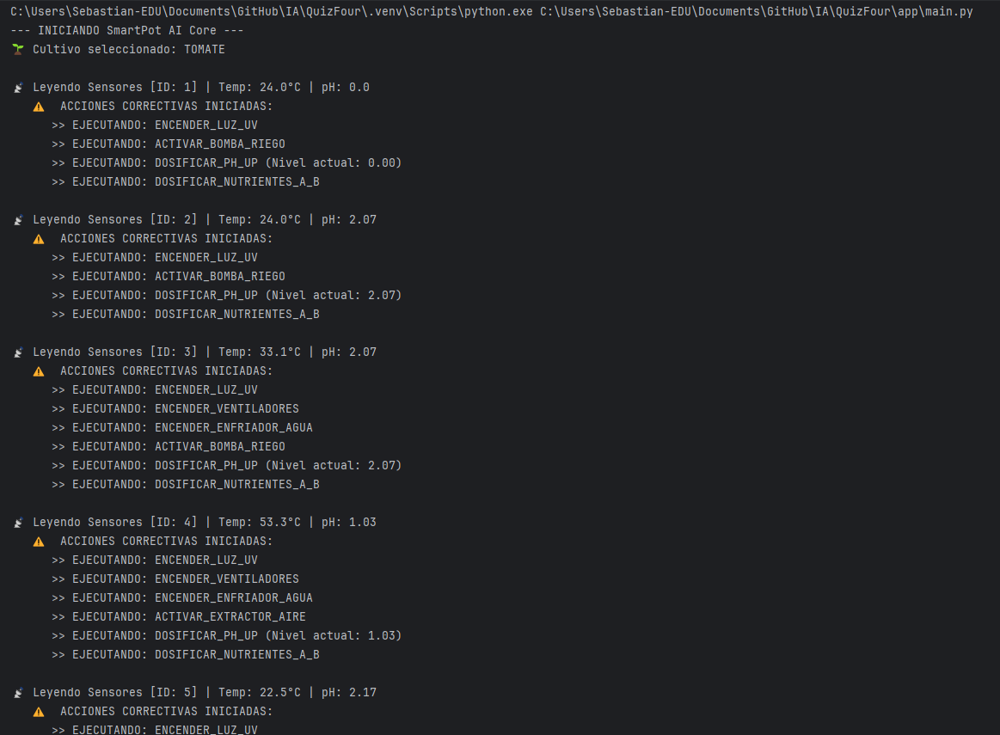 C:\Users\Sebastian-EDU\Documents\GitHub\IA\QuizFour\.venv\Scripts\python.exe C:\Users\Sebastian-EDU\Documents\GitHub\IA\QuizFour\app\main.py
--- INICIANDO SmartPot AI Core ---
🌱 Cultivo seleccionado: TOMATE
📡 Leyendo Sensores [ID: 1] | Temp: 24.0°C | pH: 0.0
⚠️ ACCIONES CORRECTIVAS INICIADAS:
>> EJECUTANDO: ENCENDER_LUZ_UV
>> EJECUTANDO: ACTIVAR_BOMBA_RIEGO
>> EJECUTANDO: DOSIFICAR_PH_UP (Nivel actual: 0.00)
>> EJECUTANDO: DOSIFICAR_NUTRIENTES_A_B
📡 Leyendo Sensores [ID: 2] | Temp: 24.0°C | pH: 2.07
⚠️ ACCIONES CORRECTIVAS INICIADAS:
>> EJECUTANDO: ENCENDER_LUZ_UV
>> EJECUTANDO: ACTIVAR_BOMBA_RIEGO
>> EJECUTANDO: DOSIFICAR_PH_UP (Nivel actual: 2.07)
>> EJECUTANDO: DOSIFICAR_NUTRIENTES_A_B
📡 Leyendo Sensores [ID: 3] | Temp: 33.1°C | pH: 2.07
⚠️ ACCIONES CORRECTIVAS INICIADAS:
>> EJECUTANDO: ENCENDER_LUZ_UV
>> EJECUTANDO: ENCENDER_VENTILADORES
>> EJECUTANDO: ENCENDER_ENFRIADOR_AGUA
>> EJECUTANDO: ACTIVAR_BOMBA_RIEGO
>> EJECUTANDO: DOSIFICAR_PH_UP (Nivel actual: 2.07)
>> EJECUTANDO: DOSIFICAR_NUTRIENTES_A_B
📡 Leyendo Sensores [ID: 4] | Temp: 53.3°C | pH: 1.03
⚠️ ACCIONES CORRECTIVAS INICIADAS:
>> EJECUTANDO: ENCENDER_LUZ_UV
>> EJECUTANDO: ENCENDER_VENTILADORES
>> EJECUTANDO: ENCENDER_ENFRIADOR_AGUA
>> EJECUTANDO: ACTIVAR_EXTRACTOR_AIRE
>> EJECUTANDO: DOSIFICAR_PH_UP (Nivel actual: 1.03)
>> EJECUTANDO: DOSIFICAR_NUTRIENTES_A_B
📡 Leyendo Sensores [ID: 5] | Temp: 22.5°C | pH: 2.17
⚠️ ACCIONES CORRECTIVAS INICIADAS:
>> EJECUTANDO: ENCENDER_LUZ_UV